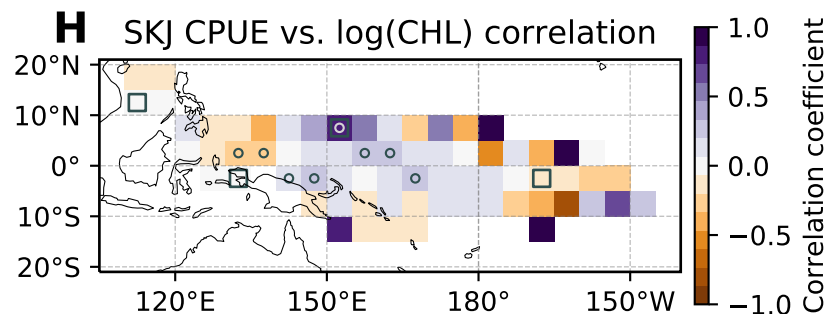 H SKJ CPUE vs. log(CHL) correlation
20°N
10°N
0°
10°S
20°S
120°E 150°E 180° 150°W
1.0
0.5
0.0
−0.5
−1.0
Correlation coefficient